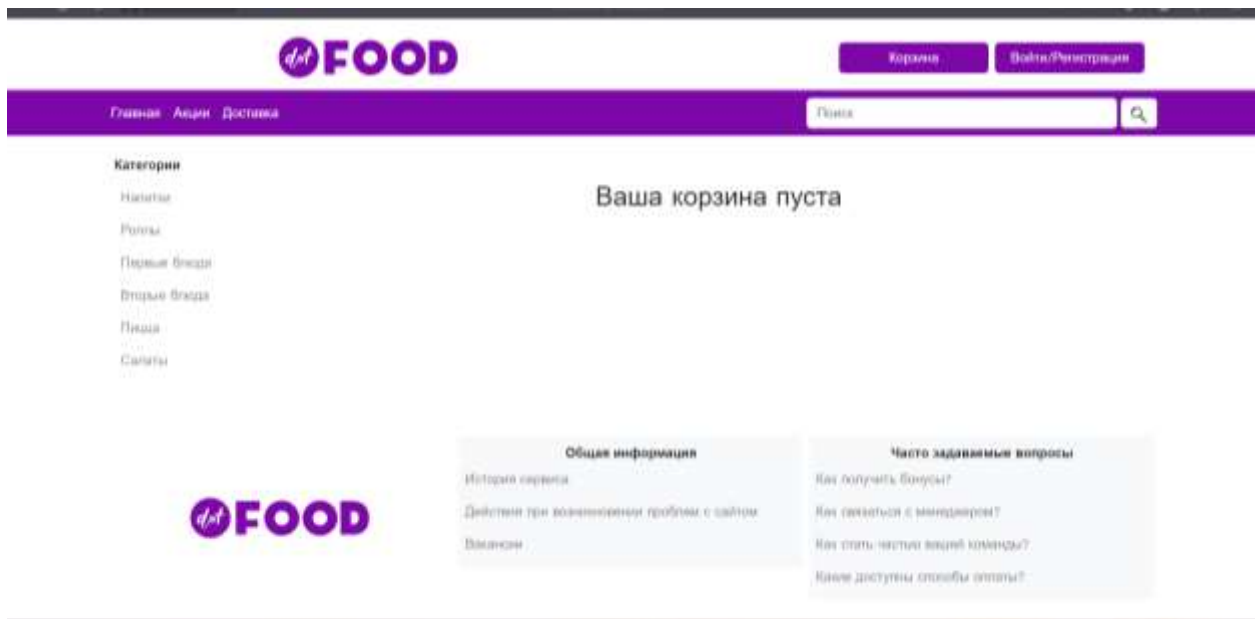 dot FOOD
Корзина
Войти/Регистрация
Главная Акции Доставка
Поиск
Категории
Напитки
Роллы
Первые блюда
Вторые блюда
Пицца
Салаты
Ваша корзина пуста
dot FOOD
Общая информация
История сервиса
Действия при возникновении проблем с сайтом
Вакансии
Часто задаваемые вопросы
Как получить бонусы?
Как связаться с менеджером?
Как стать частью вашей команды?
Какие доступны способы оплаты?